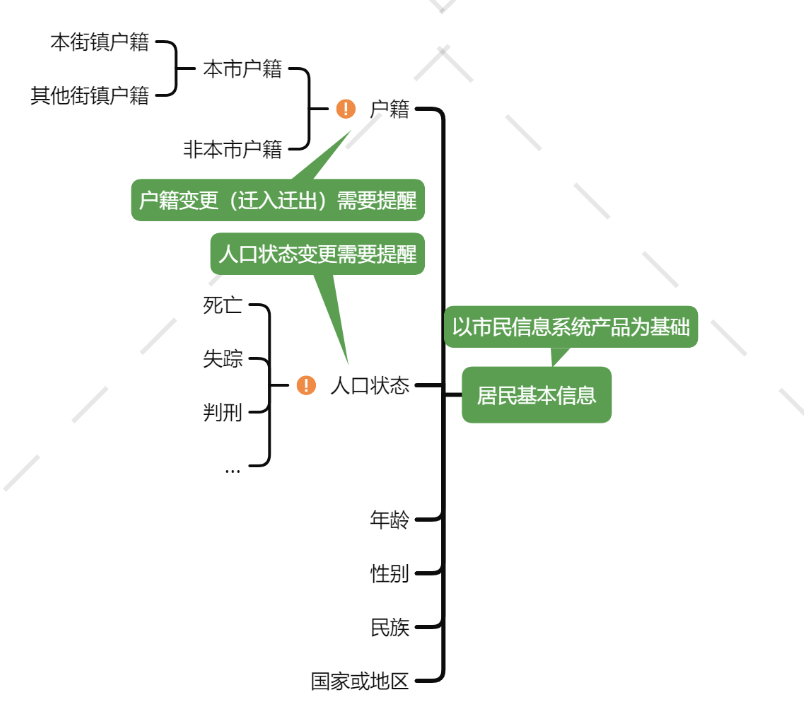 本街镇户籍
本市户籍
其他街镇户籍
户籍
非本市户籍
户籍变更（迁入迁出）需要提醒
人口状态变更需要提醒
死亡
以市民信息系统产品为基础
失踪
人口状态
居民基本信息
判刑
...
年龄
性别
民族
国家或地区